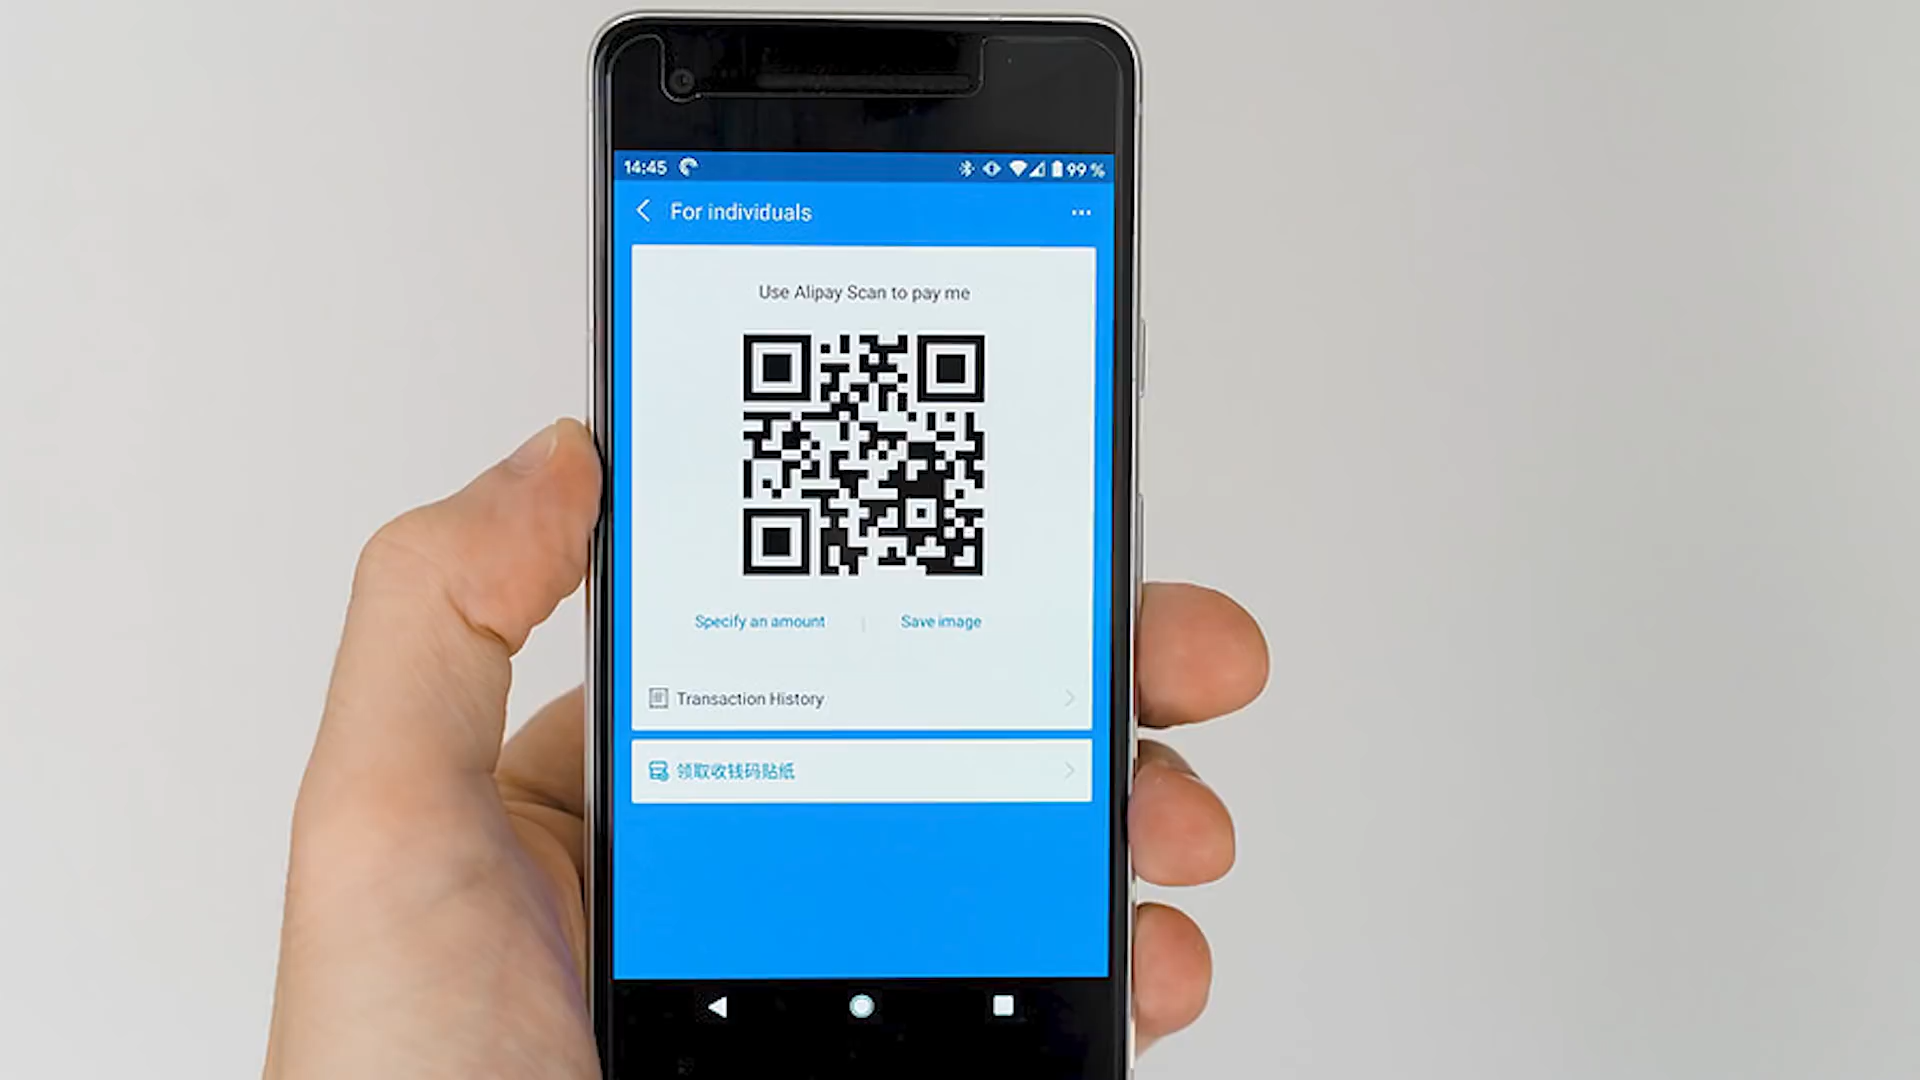 14:45 99 %
For individuals
Use Alipay Scan to pay me
Specify an amount | Save image
Transaction History
领取收钱码贴纸